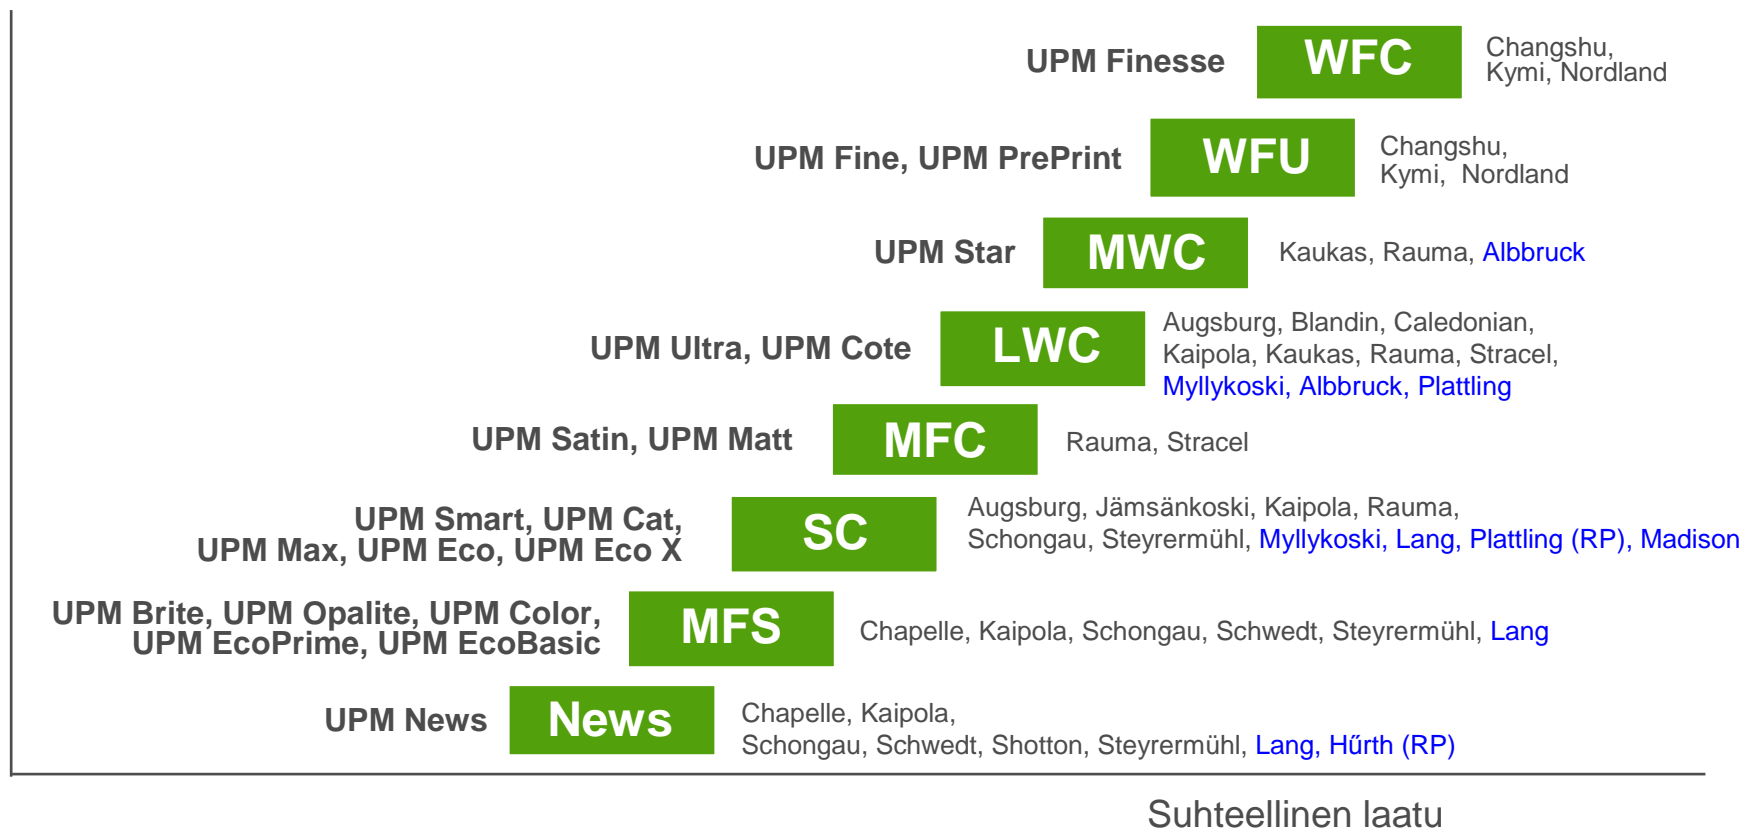 UPM Finesse
WFC
Changshu,
Kymi, Nordland
UPM Fine, UPM PrePrint
WFU
Changshu,
Kymi, Nordland
UPM Star
MWC
Kaukas, Rauma, Albbruck
UPM Ultra, UPM Cote
LWC
Augsburg, Blandin, Caledonian,
Kaipola, Kaukas, Rauma, Stracel,
Myllykoski, Albbruck, Plattling
UPM Satin, UPM Matt
MFC
Rauma, Stracel
UPM Smart, UPM Cat,
UPM Max, UPM Eco, UPM Eco X
SC
Augsburg, Jämsänkoski, Kaipola, Rauma,
Schongau, Steyrermühl, Myllykoski, Lang, Plattling (RP), Madison
UPM Brite, UPM Opalite, UPM Color,
UPM EcoPrime, UPM EcoBasic
MFS
Chapelle, Kaipola, Schongau, Schwedt, Steyrermühl, Lang
UPM News
News
Chapelle, Kaipola,
Schongau, Schwedt, Shotton, Steyrermühl, Lang, Hűrth (RP)
Suhteellinen laatu